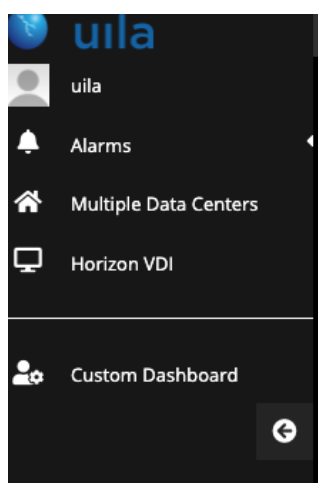 uila
uila
Alarms
Multiple Data Centers
Horizon VDI
Custom Dashboard